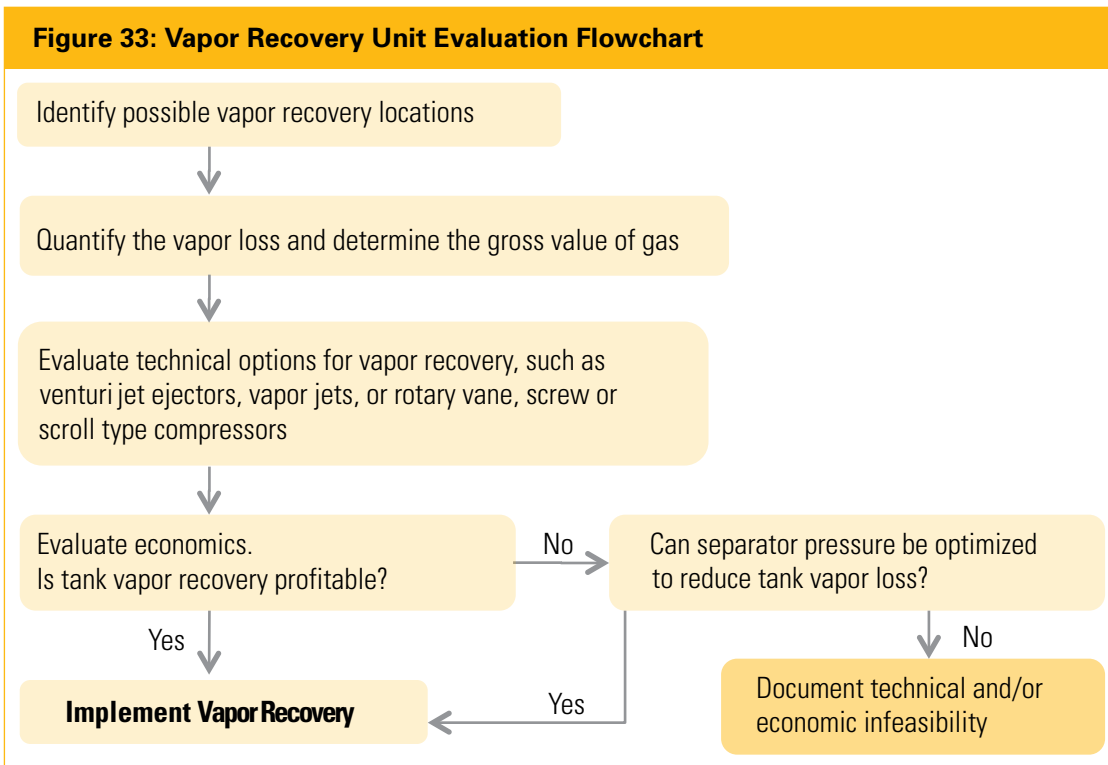 Figure 33: Vapor Recovery Unit Evaluation Flowchart
Identify possible vapor recovery locations
Quantify the vapor loss and determine the gross value of gas
Evaluate technical options for vapor recovery, such as
venturi jet ejectors, vapor jets, or rotary vane, screw or
scroll type compressors
Evaluate economics.
Is tank vapor recovery profitable?
No
Can separator pressure be optimized
to reduce tank vapor loss?
Yes
No
Implement Vapor Recovery
Yes
Document technical and/or
economic infeasibility